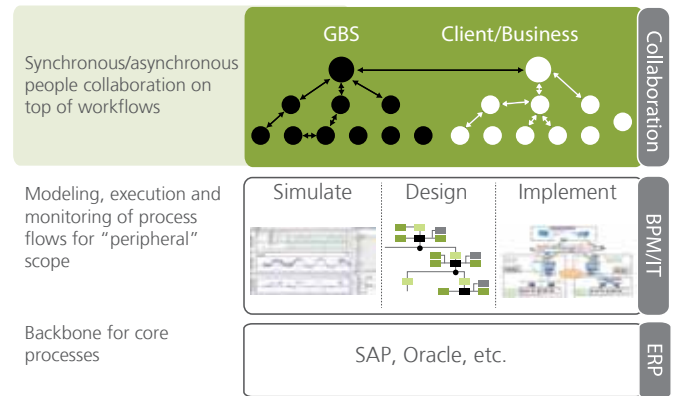 GBS
Client/Business
Collaboration
Synchronous/asynchronous
people collaboration on
top of workflows
Modeling, execution and
monitoring of process
flows for “peripheral”
scope
Simulate
Design
Implement
BPM/IT
Backbone for core
processes
SAP, Oracle, etc.
ERP